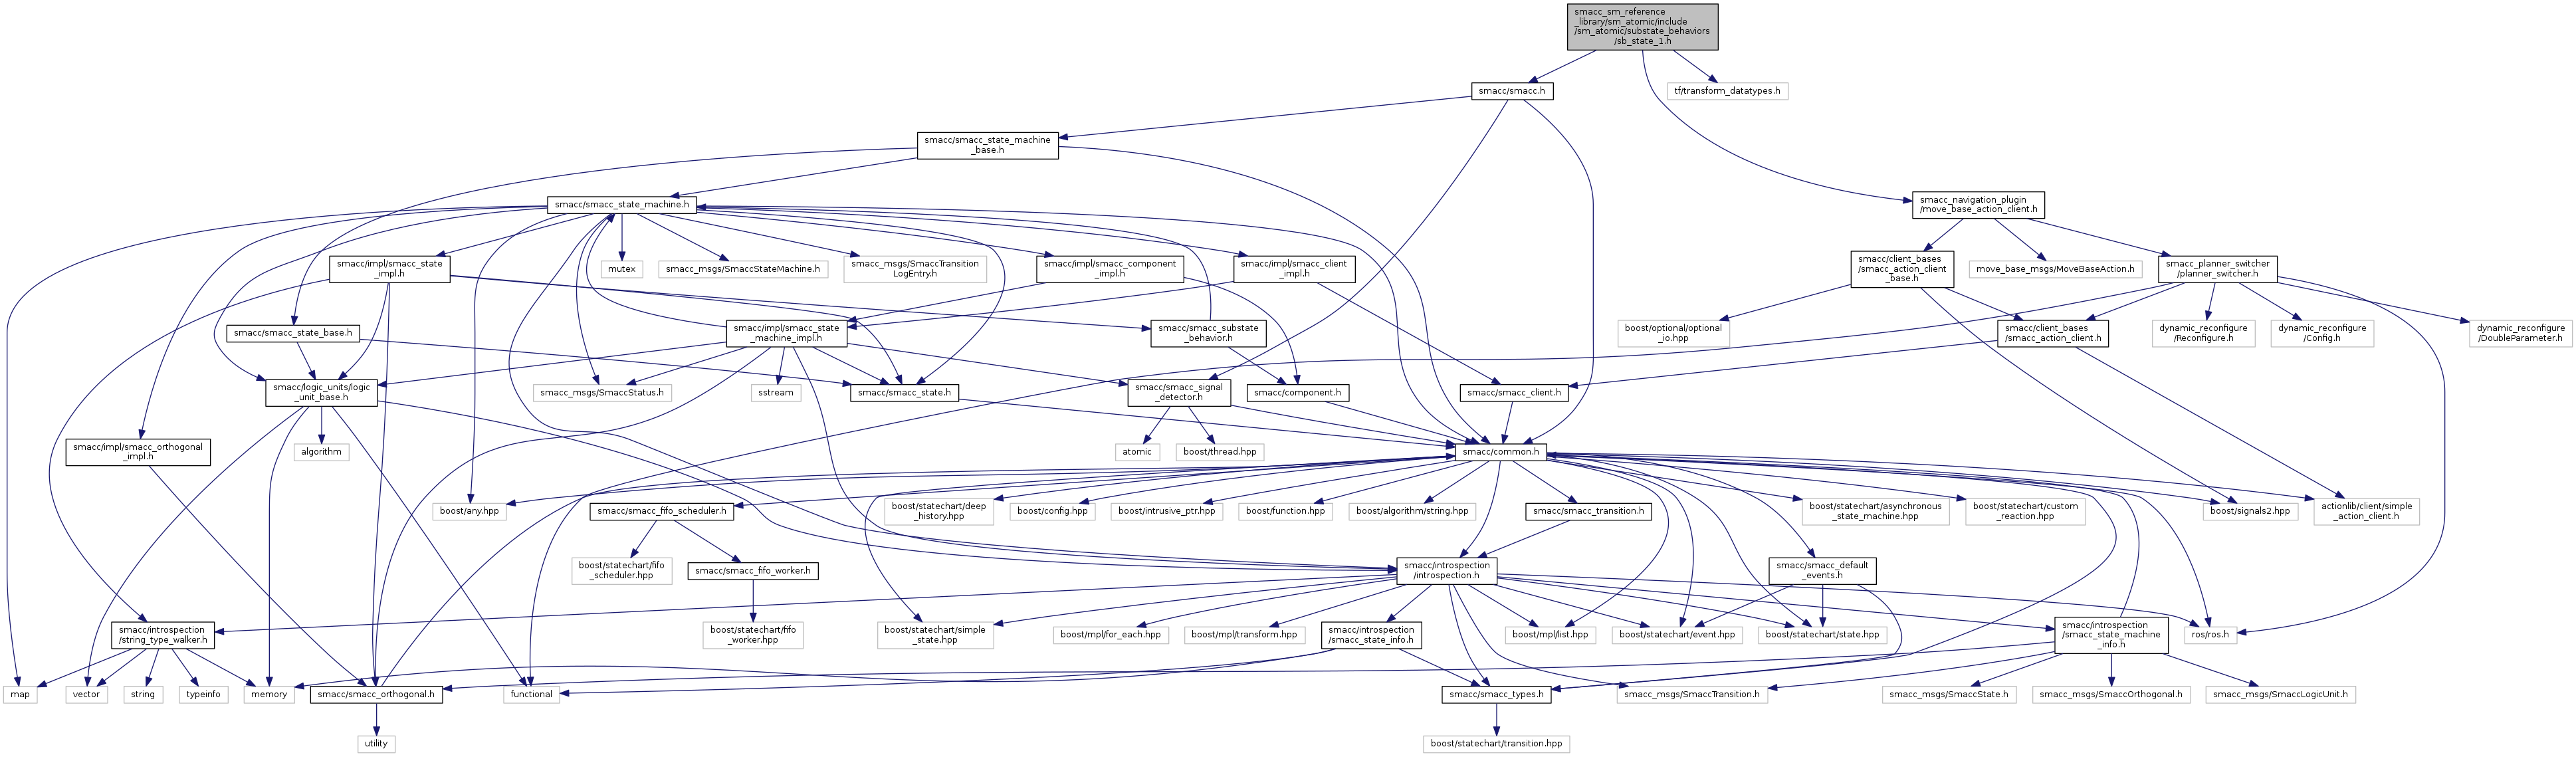 smacc_sm_reference
_library/sm_atomic/include
/sm_atomic/substate_behaviors
/sb_state_1.h
smacc/smacc.h
tf/transform_datatypes.h
smacc/smacc_state_machine
_base.h
smacc/smacc_state_machine.h
smacc_navigation_plugin
/move_base_action_client.h
smacc/impl/smacc_state
_impl.h
mutex
smacc_msgs/SmaccStateMachine.h
smacc_msgs/SmaccTransition
LogEntry.h
smacc/impl/smacc_component
_impl.h
smacc/impl/smacc_client
_impl.h
smacc/client_bases
/smacc_action_client
_base.h
move_base_msgs/MoveBaseAction.h
smacc_planner_switcher
/planner_switcher.h
smacc/smacc_state_base.h
smacc/impl/smacc_state
_machine_impl.h
smacc/smacc_substate
_behavior.h
boost/optional/optional
_io.hpp
smacc/client_bases
/smacc_action_client.h
dynamic_reconfigure
/Reconfigure.h
dynamic_reconfigure
/Config.h
dynamic_reconfigure
/DoubleParameter.h
smacc/logic_units/logic
_unit_base.h
smacc_msgs/SmaccStatus.h
sstream
smacc/smacc_state.h
smacc/smacc_signal
_detector.h
smacc/component.h
smacc/smacc_client.h
smacc/impl/smacc_orthogonal
_impl.h
algorithm
atomic
boost/thread.hpp
smacc/common.h
boost/any.hpp
smacc/smacc_fifo_scheduler.h
boost/statechart/deep
_history.hpp
boost/config.hpp
boost/intrusive_ptr.hpp
boost/function.hpp
boost/algorithm/string.hpp
smacc/smacc_transition.h
boost/statechart/asynchronous
_state_machine.hpp
boost/statechart/custom
_reaction.hpp
boost/signals2.hpp
actionlib/client/simple
_action_client.h
boost/statechart/fifo
_scheduler.hpp
smacc/smacc_fifo_worker.h
smacc/introspection
/introspection.h
smacc/smacc_default
_events.h
smacc/introspection
/string_type_walker.h
boost/statechart/fifo
_worker.hpp
boost/statechart/simple
_state.hpp
boost/mpl/for_each.hpp
boost/mpl/transform.hpp
smacc/introspection
/smacc_state_info.h
boost/mpl/list.hpp
boost/statechart/event.hpp
boost/statechart/state.hpp
smacc/introspection
/smacc_state_machine
_info.h
ros/ros.h
map
vector
string
typeinfo
memory
smacc/smacc_orthogonal.h
functional
smacc/smacc_types.h
smacc_msgs/SmaccTransition.h
smacc_msgs/SmaccState.h
smacc_msgs/SmaccOrthogonal.h
smacc_msgs/SmaccLogicUnit.h
utility
boost/statechart/transition.hpp